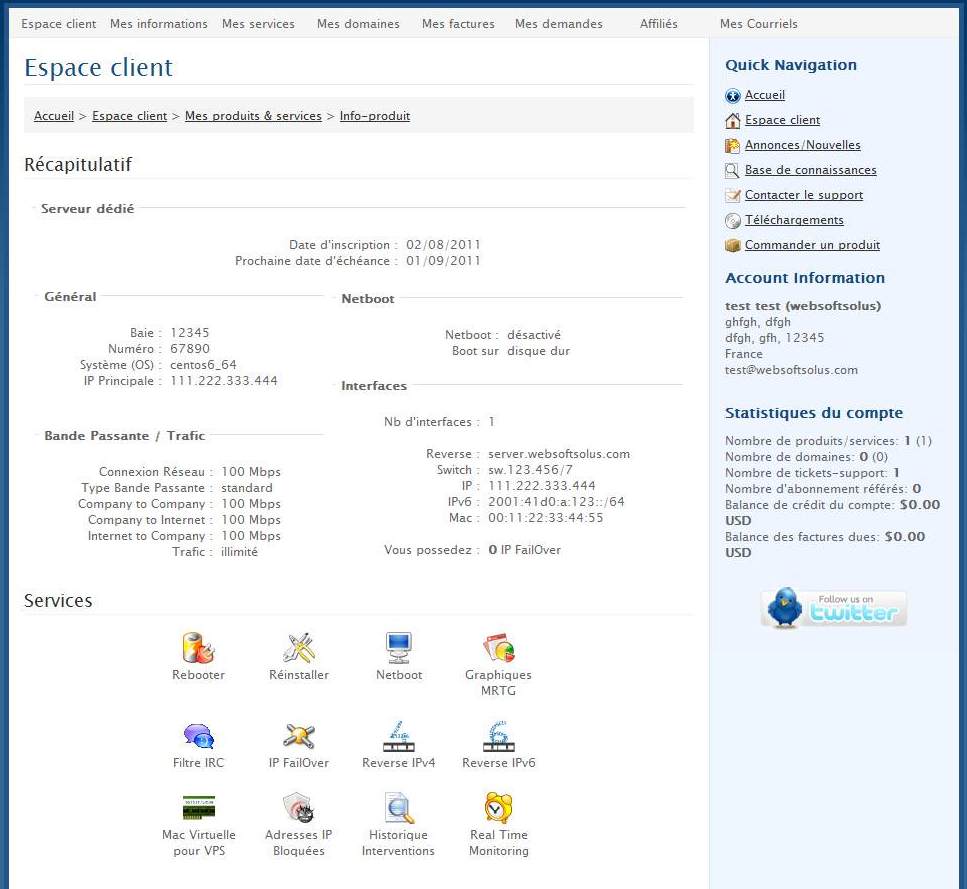 Espace client Mes informations Mes services Mes domaines Mes factures Mes demandes Affiliés Mes Courriels
Espace client
Accueil > Espace client > Mes produits & services > Info-produit
Récapitulatif
Serveur dédié
Date d'inscription : 02/08/2011
Prochaine date d'échéance : 01/09/2011
Général
Baie : 12345
Numéro : 67890
Système (OS) : centos6_64
IP Principale : 111.222.333.444
Bande Passante / Trafic
Connexion Réseau : 100 Mbps
Type Bande Passante : standard
Company to Company : 100 Mbps
Company to Internet : 100 Mbps
Internet to Company : 100 Mbps
Trafic : illimité
Netboot
Netboot : désactivé
Boot sur disque dur
Interfaces
Nb d'interfaces : 1
Reverse : server.websoftsolus.com
Switch : sw.123.456/7
IP : 111.222.333.444
IPv6 : 2001:41d0:a:123::/64
Mac : 00:11:22:33:44:55
Vous possedez : 0 IP FailOver
Services
Rebooter
Réinstaller
Netboot
Graphiques
MRTG
Filtre IRC
IP FailOver
Reverse IPv4
Reverse IPv6
Mac Virtuelle
pour VPS
Adresses IP
Bloquées
Historique
Interventions
Real Time
Monitoring
Quick Navigation
Accueil
Espace client
Annonces/Nouvelles
Base de connaissances
Contacter le support
Téléchargements
Commander un produit
Account Information
test test (websoftsolus)
ghfgh, dfgh
dfgh, gfh, 12345
France
test@websoftsolus.com
Statistiques du compte
Nombre de produits/services: 1 (1)
Nombre de domaines: 0 (0)
Nombre de tickets-support: 1
Nombre d'abonnement référés: 0
Balance de crédit du compte: $0.00
USD
Balance des factures dues: $0.00
USD
Follow us on
twitter